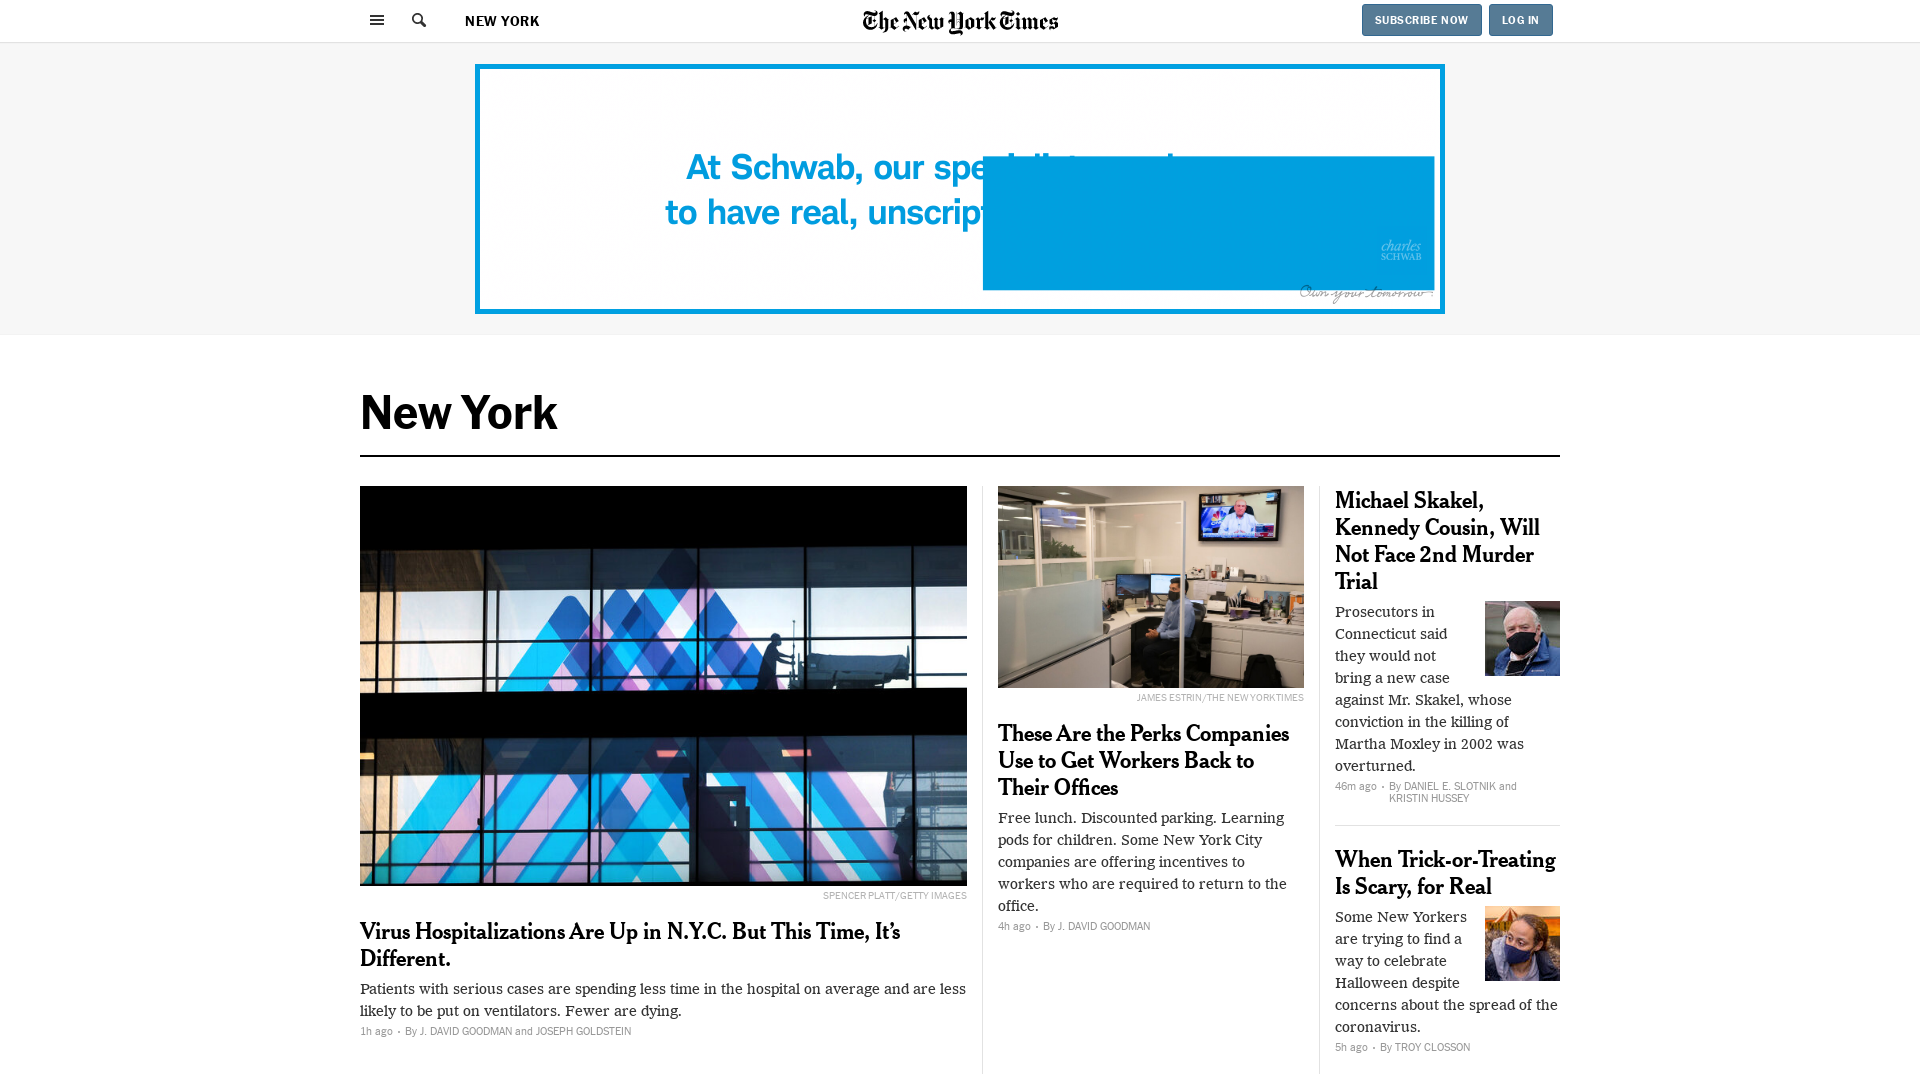 NEW YORK
The New York Times
SUBSCRIBE NOW
LOG IN
At Schwab, our
to have real,
charles
SCHWAB
Own your tomorrow
New York
SPENCER PLATT/GETTY IMAGES
Virus Hospitalizations Are Up in N.Y.C. But This Time, It’s
Different.
Patients with serious cases are spending less time in the hospital on average and are less
likely to be put on ventilators. Fewer are dying.
1h ago • By J. DAVID GOODMAN and JOSEPH GOLDSTEIN
JAMES ESTRIN/THE NEW YORK TIMES
These Are the Perks Companies
Use to Get Workers Back to
Their Offices
Free lunch. Discounted parking. Learning
pods for children. Some New York City
companies are offering incentives to
workers who are required to return to the
office.
4h ago • By J. DAVID GOODMAN
Michael Skakel,
Kennedy Cousin, Will
Not Face 2nd Murder
Trial
Prosecutors in
Connecticut said
they would not
bring a new case
against Mr. Skakel, whose
conviction in the killing of
Martha Moxley in 2002 was
overturned.
46m ago • By DANIEL E. SLOTNIK and
KRISTIN HUSSEY
When Trick-or-Treating
Is Scary, for Real
Some New Yorkers
are trying to find a
way to celebrate
Halloween despite
concerns about the spread of the
coronavirus.
5h ago • By TROY CLOSSON